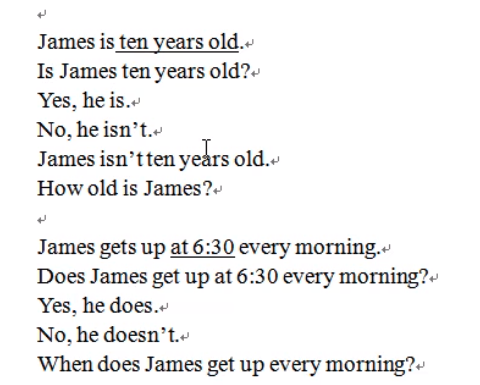 James is ten years old.
Is James ten years old?
Yes, he is.
No, he isn't.
James isn't ten years old.
How old is James?
James gets up at 6:30 every morning.
Does James get up at 6:30 every morning?
Yes, he does.
No, he doesn't.
When does James get up every morning?